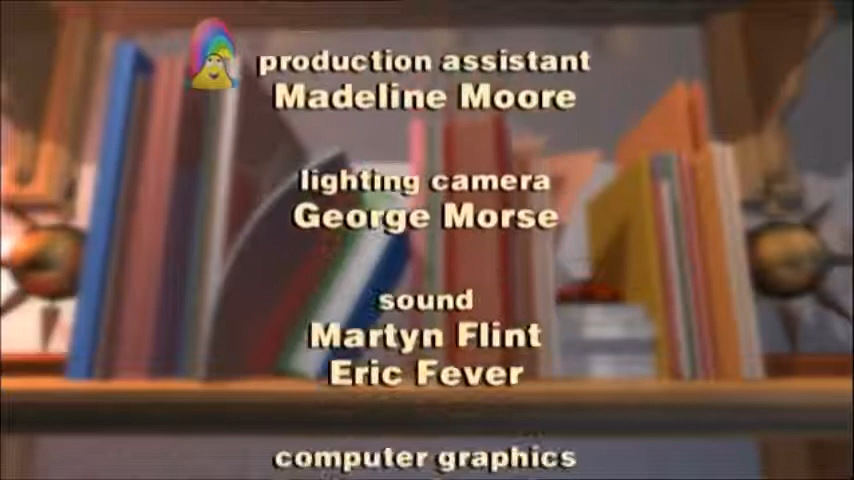 production assistant
Madeline Moore
lighting camera
George Morse
sound
Martyn Flint
Eric Fever
computer graphics